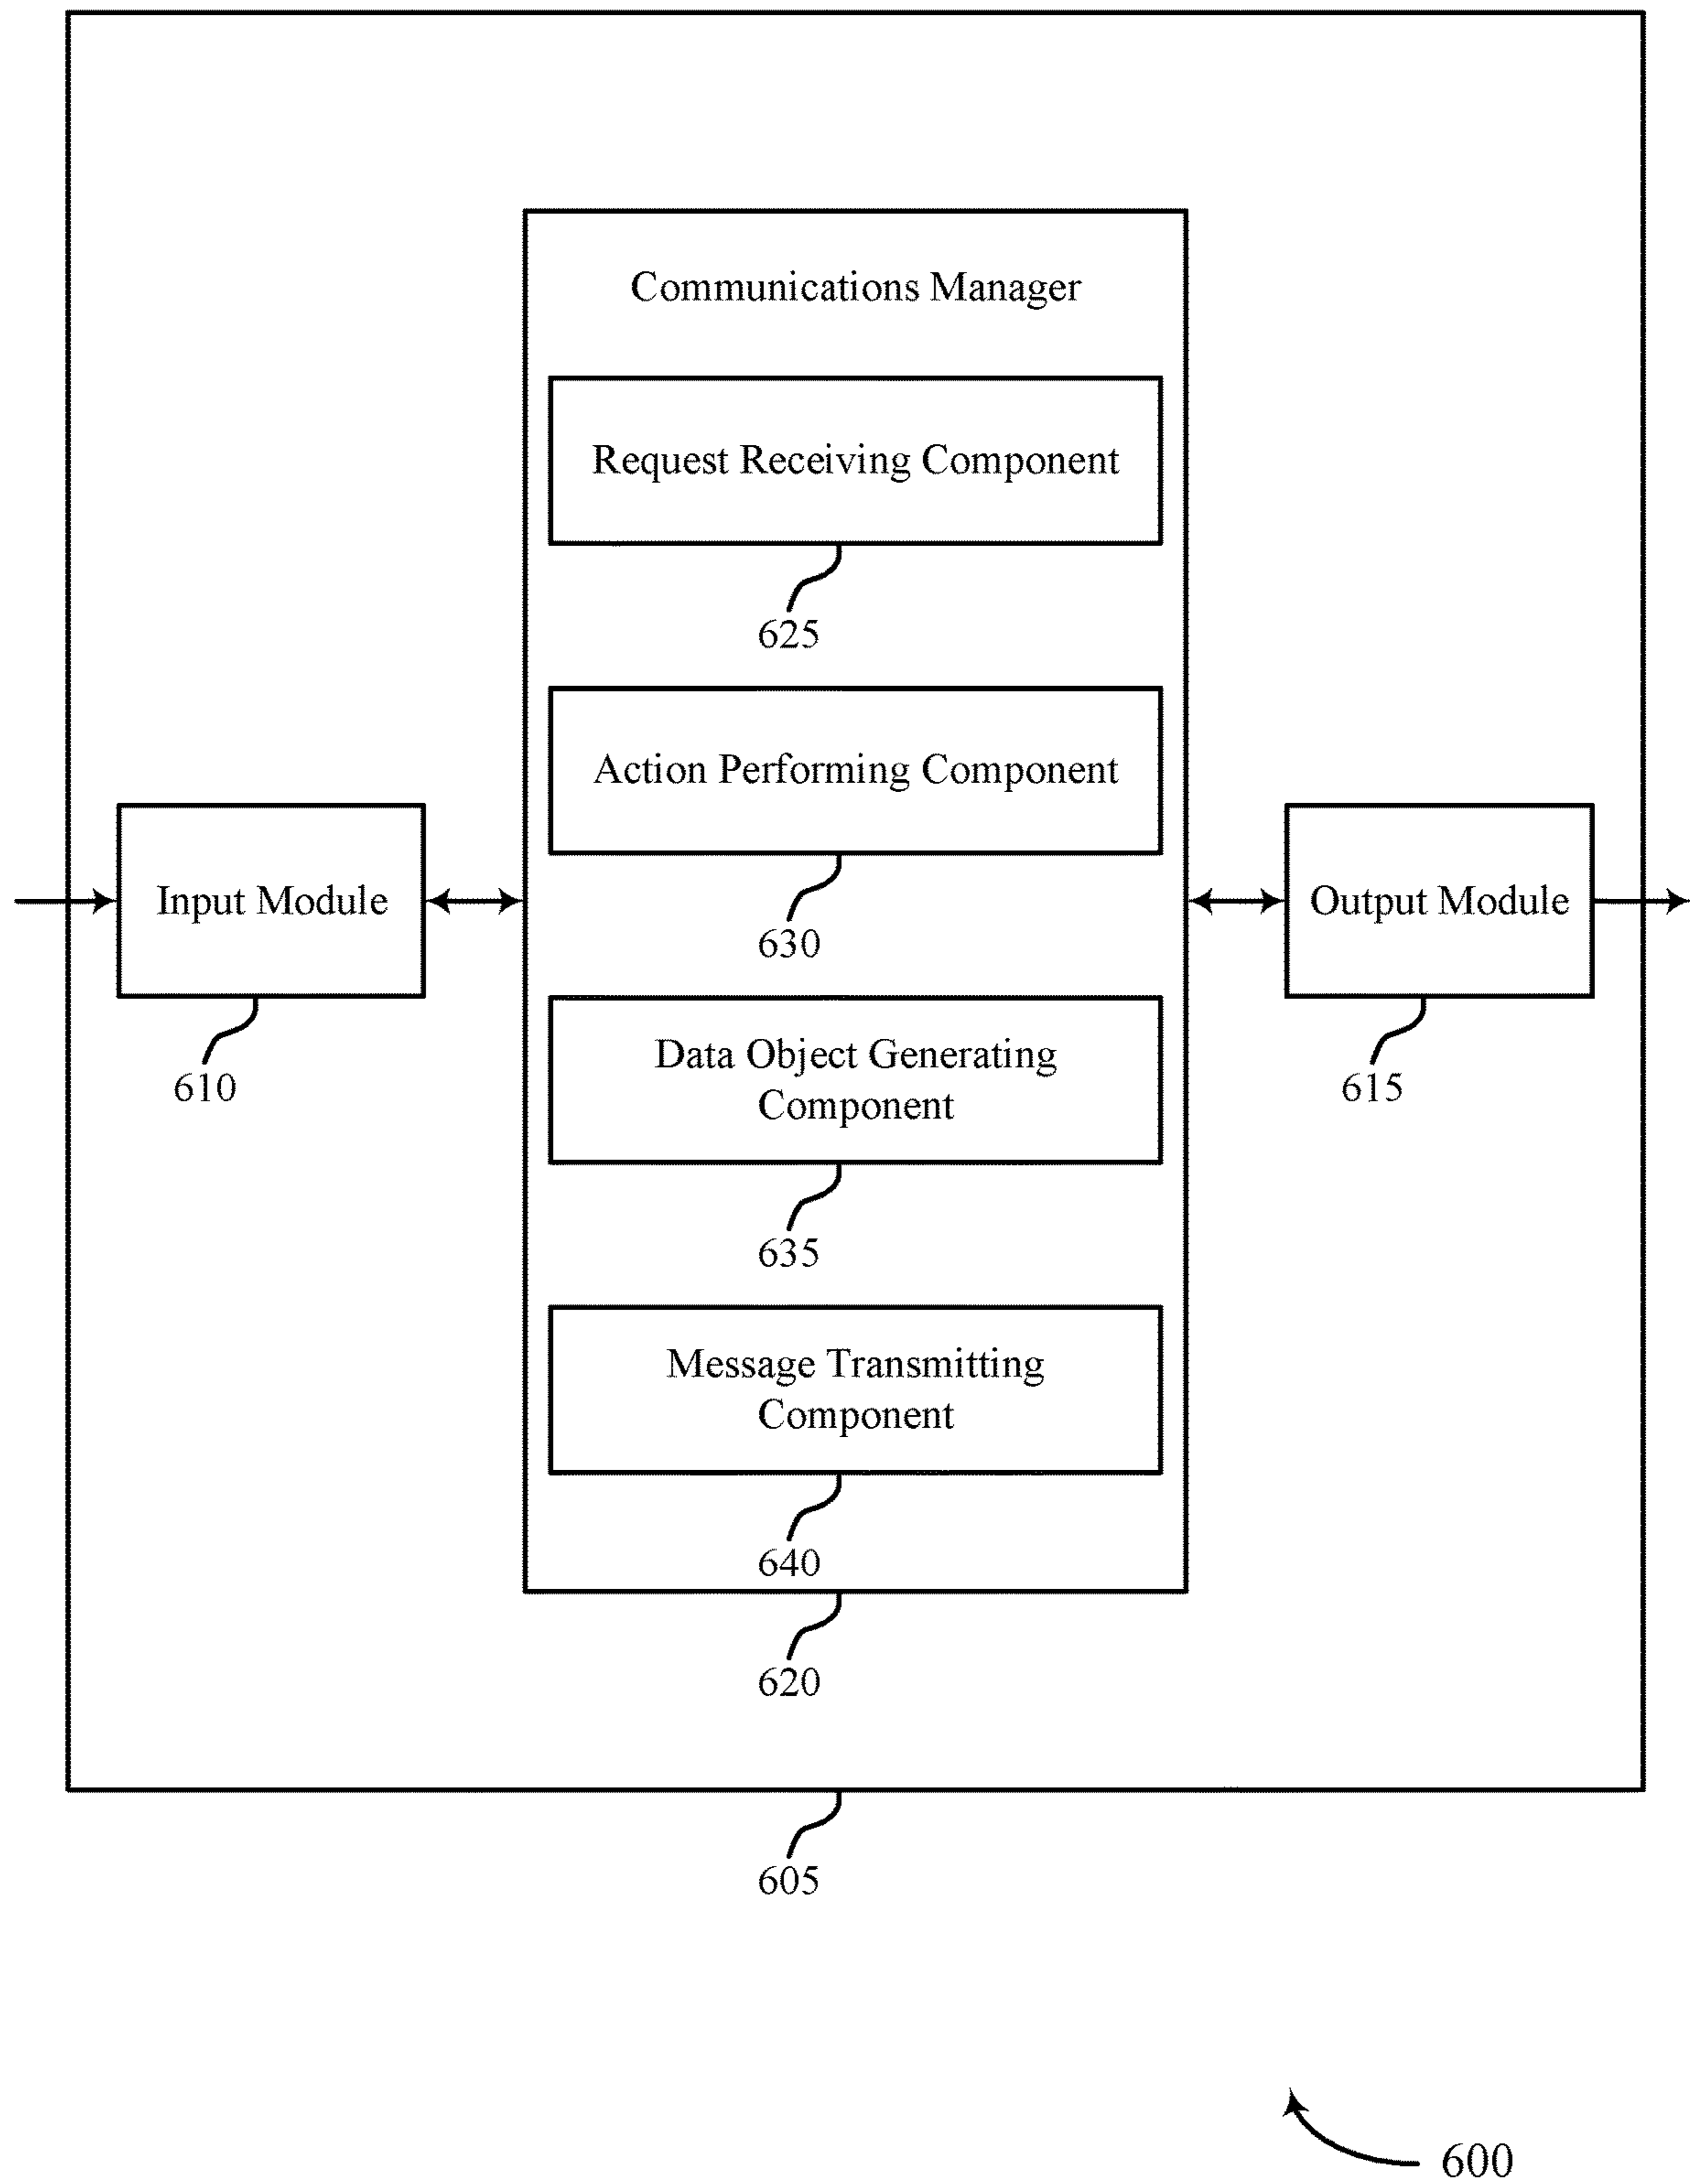 Communications Manager
Request Receiving Component
625
Action Performing Component
630
Input Module
610
Output Module
615
Data Object Generating
Component
635
Message Transmitting
Component
640
620
605
600